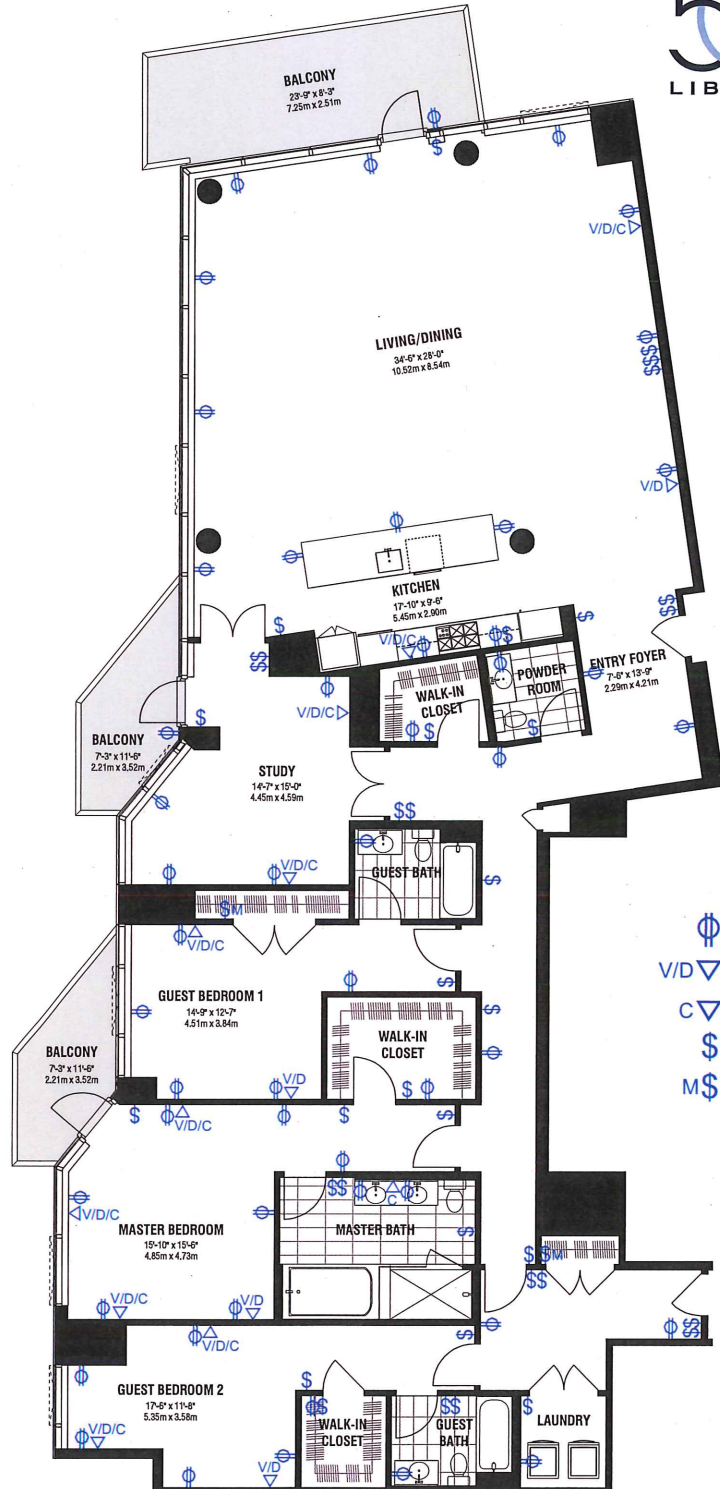 5
LIB
BALCONY
23'-9" x 8'-3"
7.25m x 2.51m
$
V/D/C
LIVING/DINING
34'-6" x 28'-0"
10.52m x 8.54m
$$$
V/D
KITCHEN
17'-10" x 9'-6"
5.45m x 2.90m
$$
$
$
$$
V/D/C
$
ENTRY FOYER
7'-6" x 13'-9"
2.29m x 4.21m
POWDER
ROOM
$
WALK-IN
CLOSET
$
V/D/C
$
BALCONY
7'-3" x 11'-6"
2.21m x 3.52m
STUDY
14'-7" x 15'-0"
4.45m x 4.59m
$$
V/D/C
GUEST BATH
$
$M
V/D/C
$
GUEST BEDROOM 1
14'-9" x 12'-7"
4.51m x 3.84m
V/D
C
$
M$
V/D
$
WALK-IN
CLOSET
$
BALCONY
7'-3" x 11'-6"
2.21m x 3.52m
$
V/D/C
$
$
V/D/C
MASTER BEDROOM
15'-10" x 15'-6"
4.85m x 4.73m
$$
C
MASTER BATH
$
V/D/C
V/D
$
$M
$$
$$
V/D/C
$
GUEST BEDROOM 2
17'-6" x 11'-8"
5.35m x 3.58m
V/D/C
V/D
$
$
WALK-IN
CLOSET
$$
GUEST
BATH
$
LAUNDRY